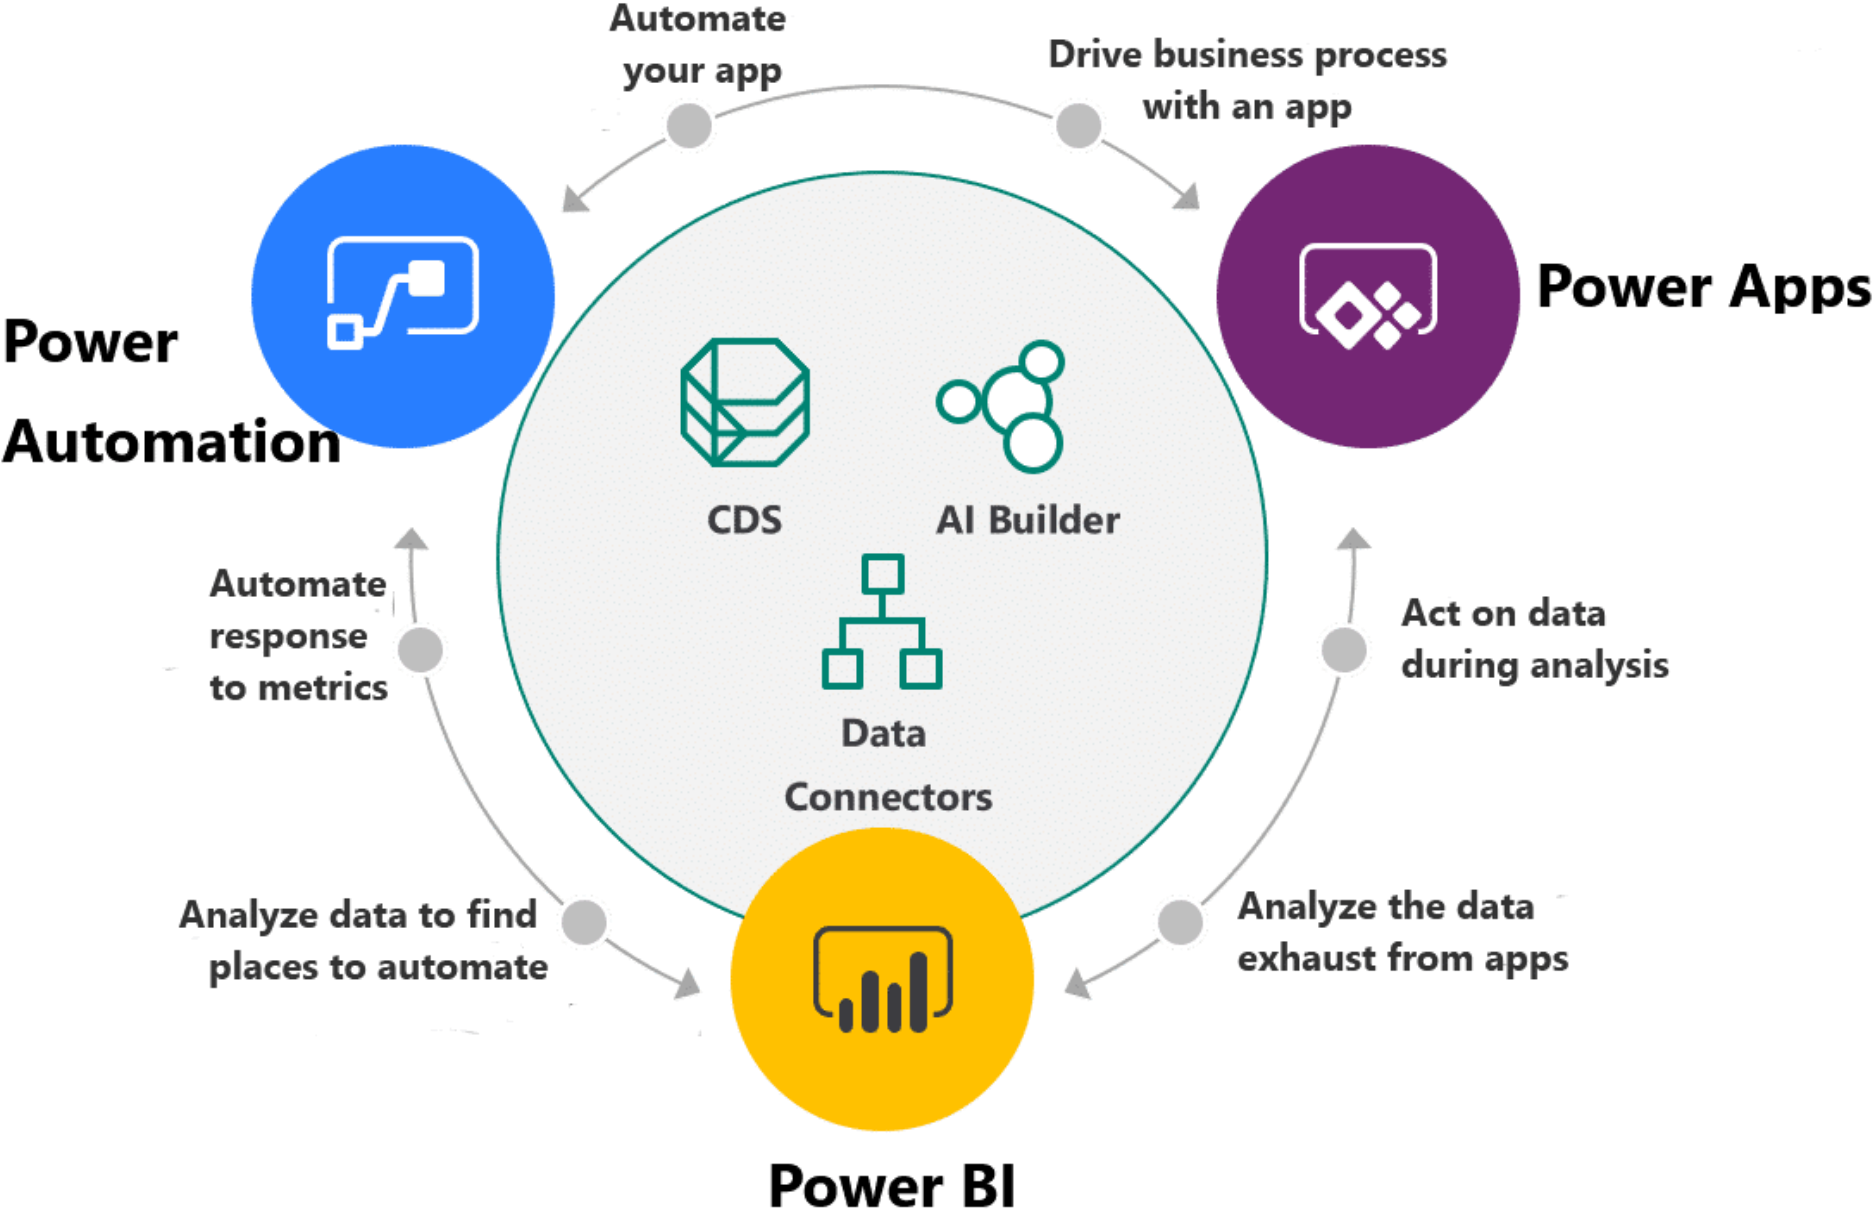 Automate
your app
Drive business process
with an app
Power
Automation
Power Apps
CDS
AI Builder
Data
Connectors
Automate
response
to metrics
Act on data
during analysis
Analyze data to find
places to automate
Analyze the data
exhaust from apps
Power BI